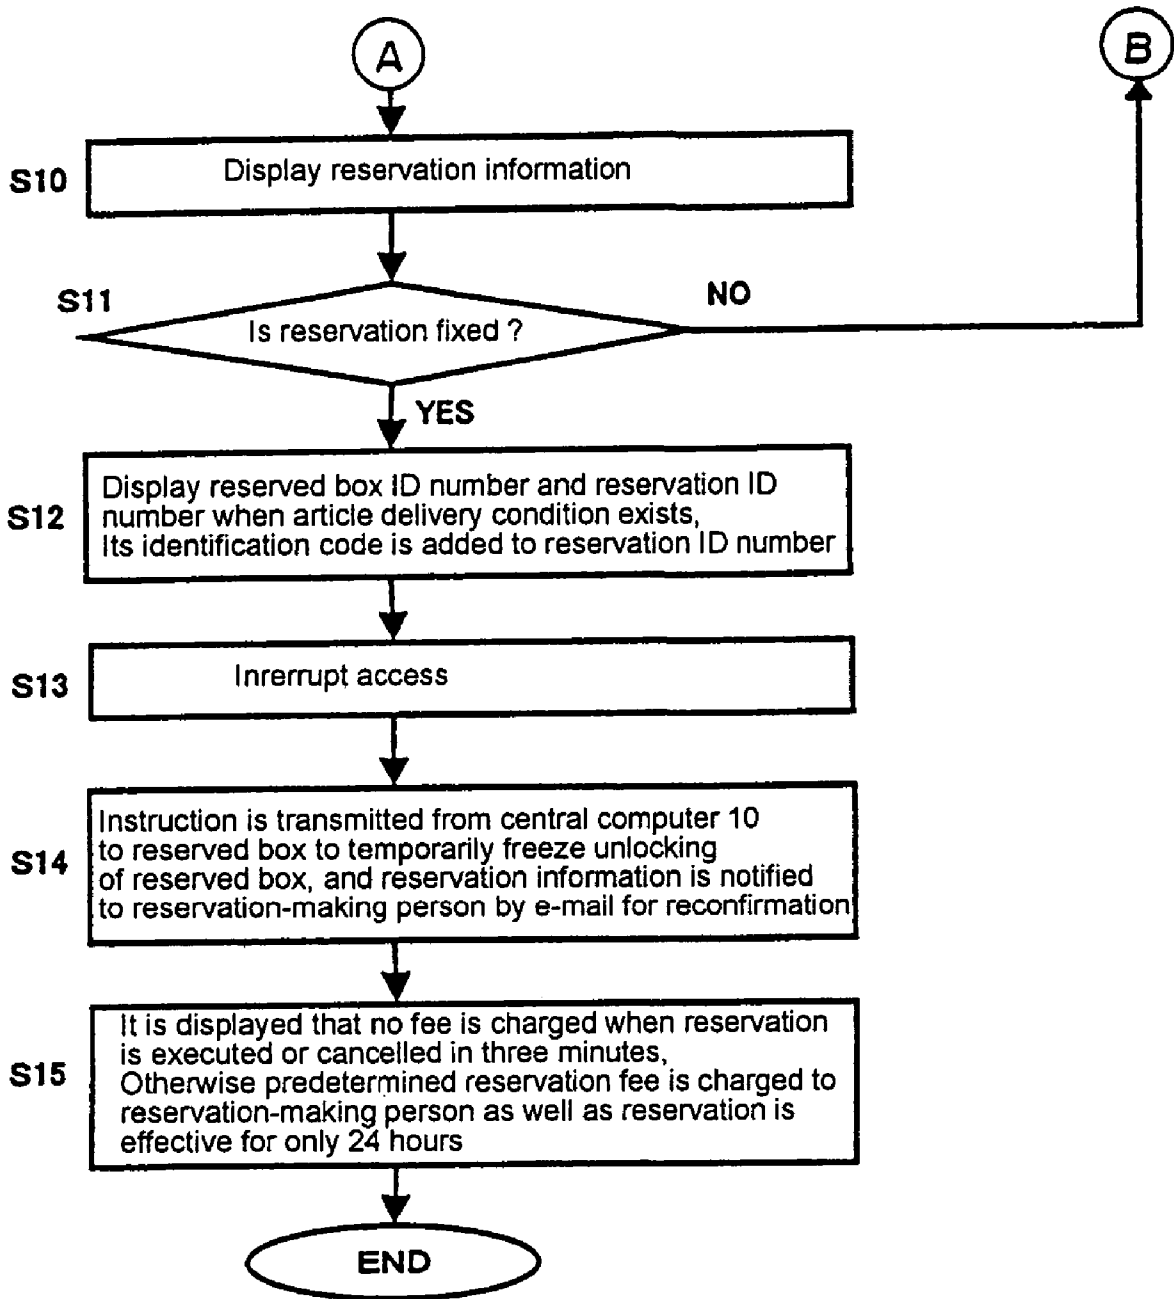 A
B
S10
Display reservation information
S11
Is reservation fixed ?
NO
YES
S12
Display reserved box ID number and reservation ID
number when article delivery condition exists,
Its identification code is added to reservation ID number
S13
Inrerrupt access
S14
Instruction is transmitted from central computer 10
to reserved box to temporarily freeze unlocking
of reserved box, and reservation information is notified
to reservation-making person by e-mail for reconfirmation
S15
It is displayed that no fee is charged when reservation
is executed or cancelled in three minutes,
Otherwise predetermined reservation fee is charged to
reservation-making person as well as reservation is
effective for only 24 hours
END